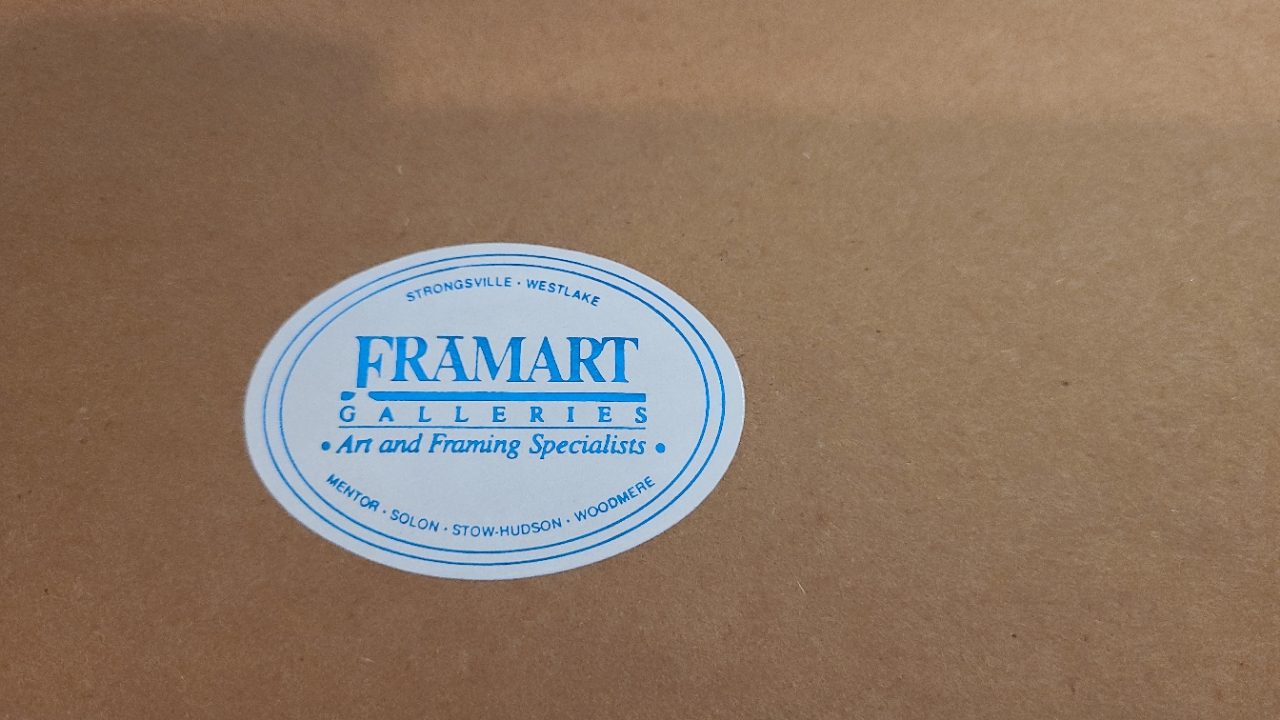 STRONGSVILLE · WESTLAKE
FRAMART
GALLERIES
• Art and Framing Specialists •
MENTOR · SOLON · STOW-HUDSON · WOODMERE